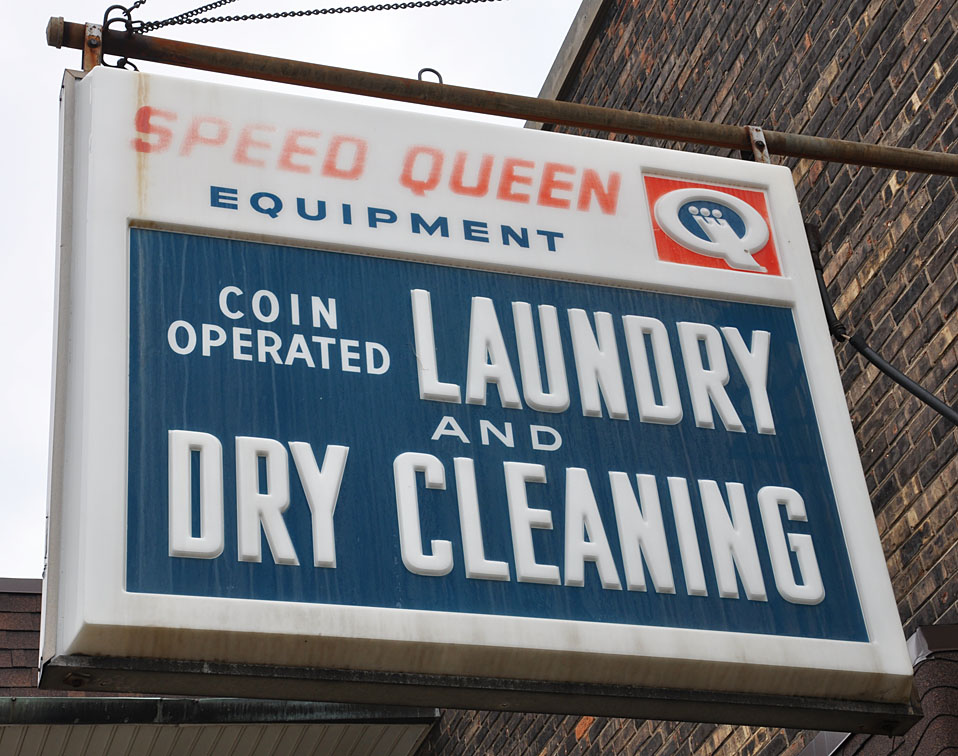 SPEED QUEEN
EQUIPMENT
COIN
OPERATED
LAUNDRY
AND
DRY CLEANING